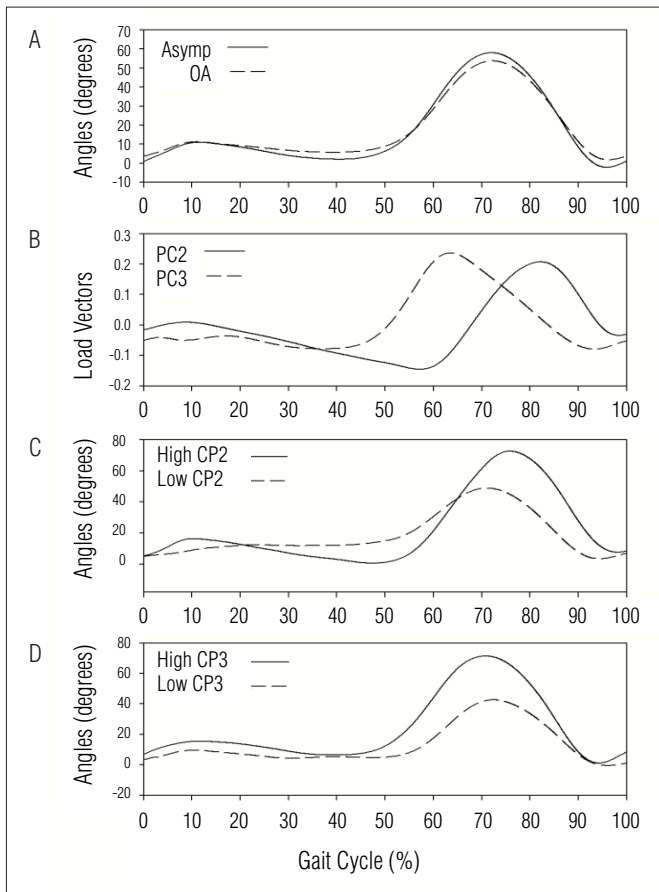 A
Angles (degrees)
70
60
50
40
30
20
10
0
-10
Asymp
OA
0 10 20 30 40 50 60 70 80 90 100
B
Load Vectors
0.3
0.2
0.1
0.0
-0.1
-0.2
PC2
PC3
0 10 20 30 40 50 60 70 80 90 100
C
Angles (degrees)
80
60
40
20
0
High CP2
Low CP2
0 10 20 30 40 50 60 70 80 90 100
D
Angles (degrees)
80
60
40
20
0
-20
High CP3
Low CP3
0 10 20 30 40 50 60 70 80 90 100
Gait Cycle (%)